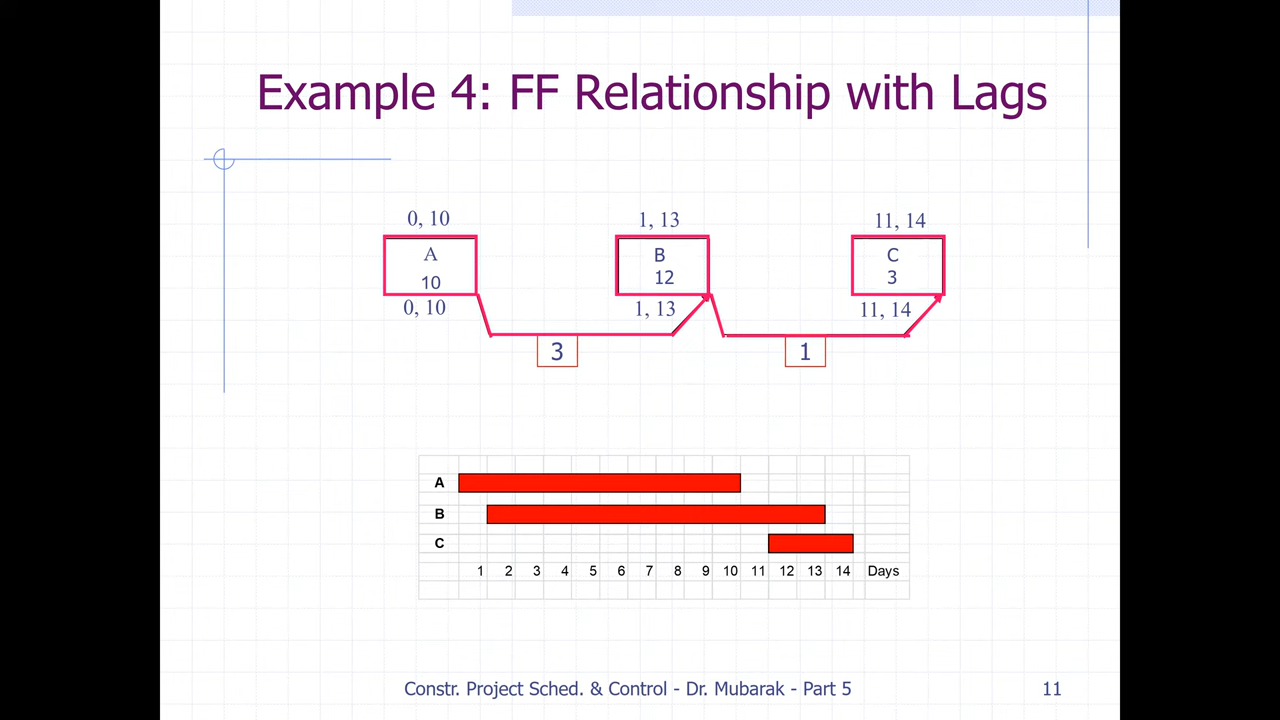 Example 4: FF Relationship with Lags
0, 10
1, 13
11, 14
A
B
C
10
12
3
0, 10
1, 13
11, 14
3
1
A
B
C
1 2 3 4 5 6 7 8 9 10 11 12 13 14 Days
Constr. Project Sched. & Control - Dr. Mubarak - Part 5
11